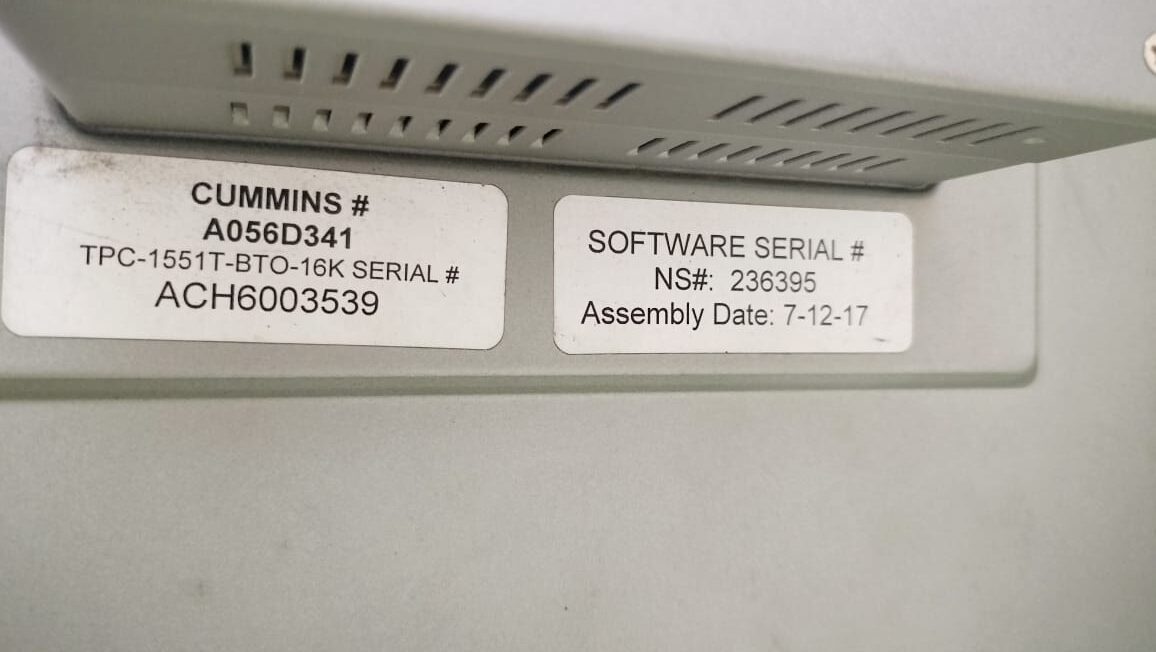 CUMMINS #
A056D341
TPC-1551T-BTO-16K SERIAL #
ACH6003539
SOFTWARE SERIAL #
NS#: 236395
Assembly Date: 7-12-17